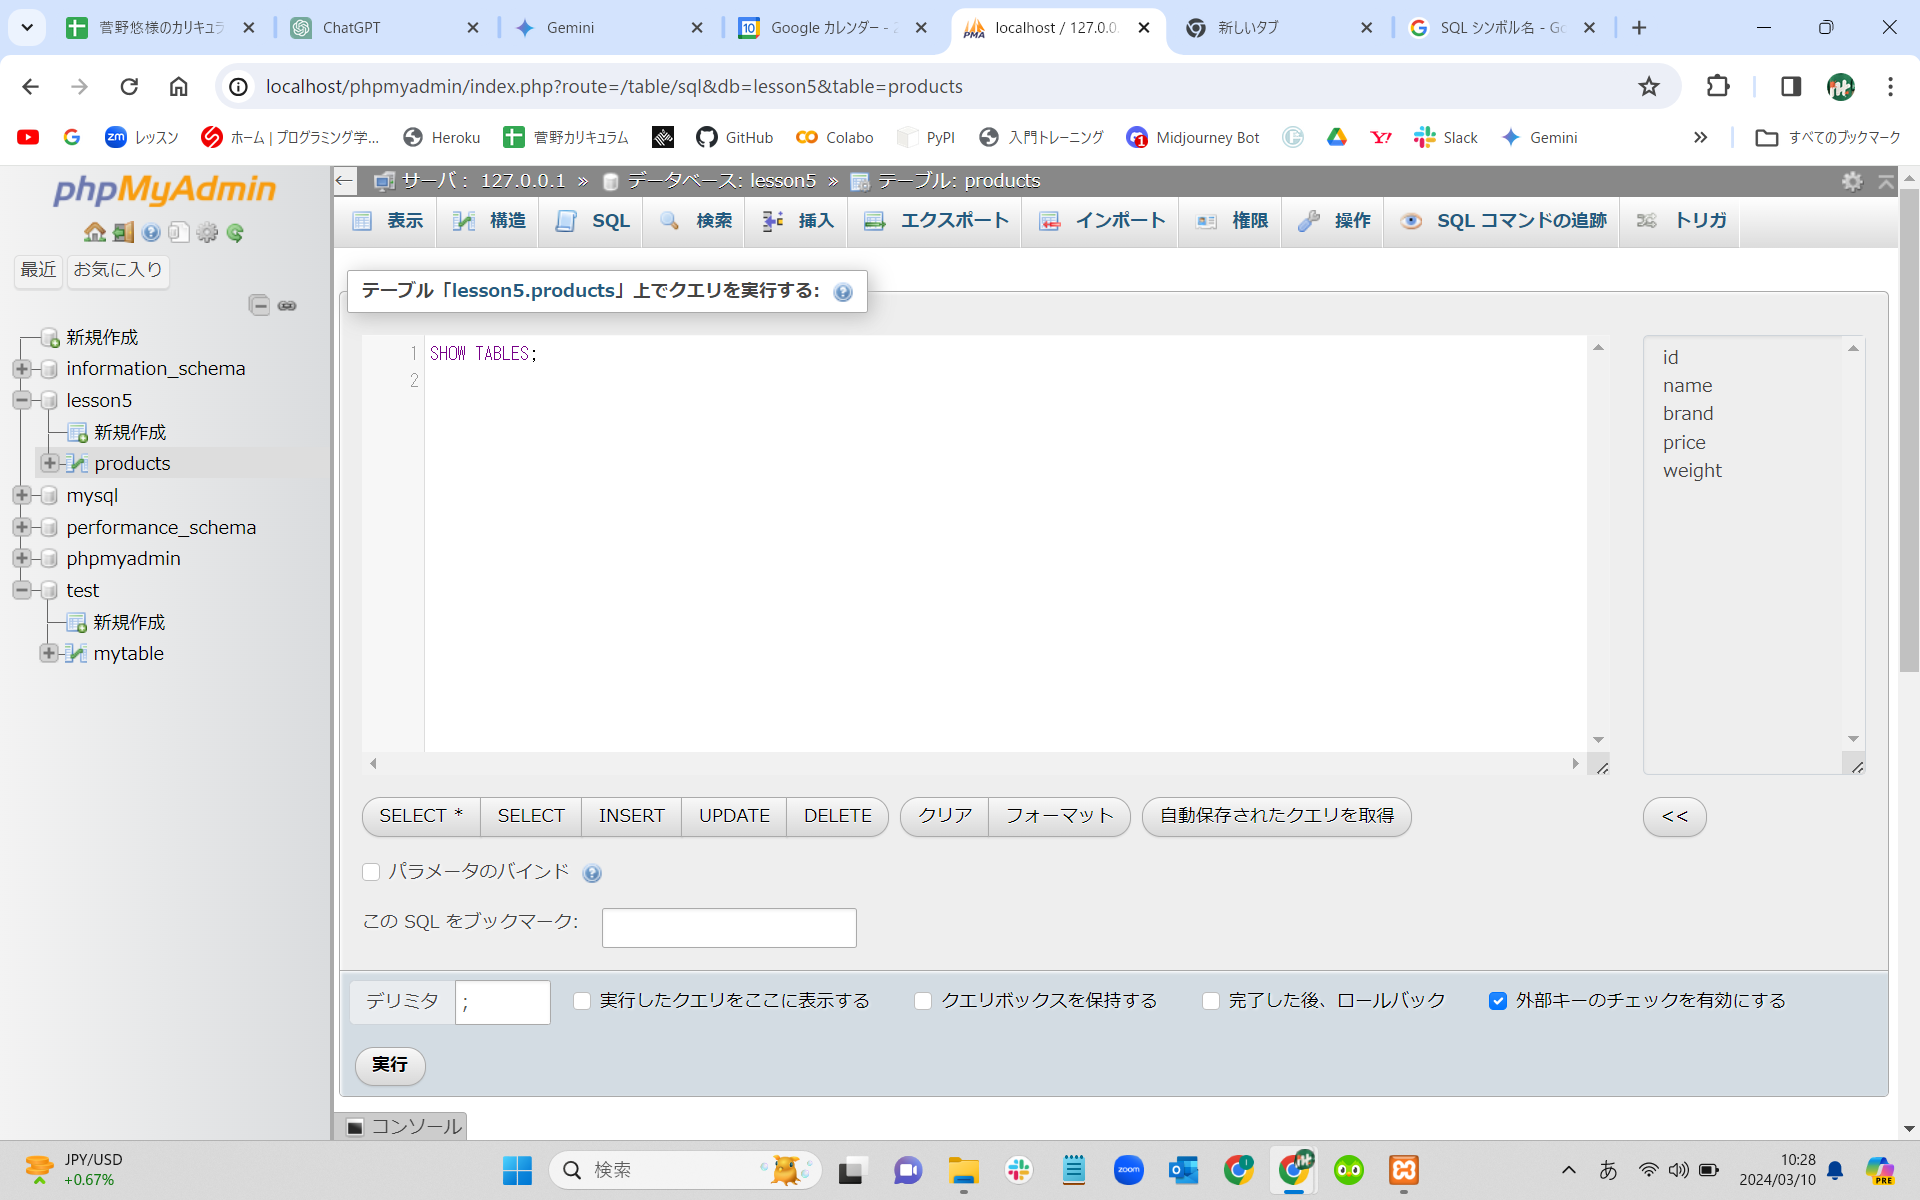 菅野悠様のカリキュラ
ChatGPT
Gemini
Google カレンダー - 2
localhost / 127.0.0.
新しいタブ
SQL シンボル名 - Go
localhost/phpmyadmin/index.php?route=/table/sql&db=lesson5&table=products
レッスン
ホーム | プログラミング学...
Heroku
菅野カリキュラム
GitHub
Colabo
PyPI
入門トレーニング
Midjourney Bot
Slack
Gemini
»
すべてのブックマーク
phpMyAdmin
最近
お気に入り
新規作成
information_schema
lesson5
新規作成
products
mysql
performance_schema
phpmyadmin
test
新規作成
mytable
サーバ: 127.0.0.1 » データベース: lesson5 » テーブル: products
表示
構造
SQL
検索
挿入
エクスポート
インポート
権限
操作
SQL コマンドの追跡
トリガ
テーブル「lesson5.products」上でクエリを実行する:
1 SHOW TABLES;
2
id
name
brand
price
weight
SELECT *
SELECT
INSERT
UPDATE
DELETE
クリア
フォーマット
自動保存されたクエリを取得
<<
パラメータのバインド
この SQL をブックマーク:
デリミタ
;
実行したクエリをここに表示する
クエリボックスを保持する
完了した後、ロールバック
外部キーのチェックを有効にする
実行
コンソール
JPY/USD
+0.67%
検索
zoom
あ
10:28
2024/03/10
PRE